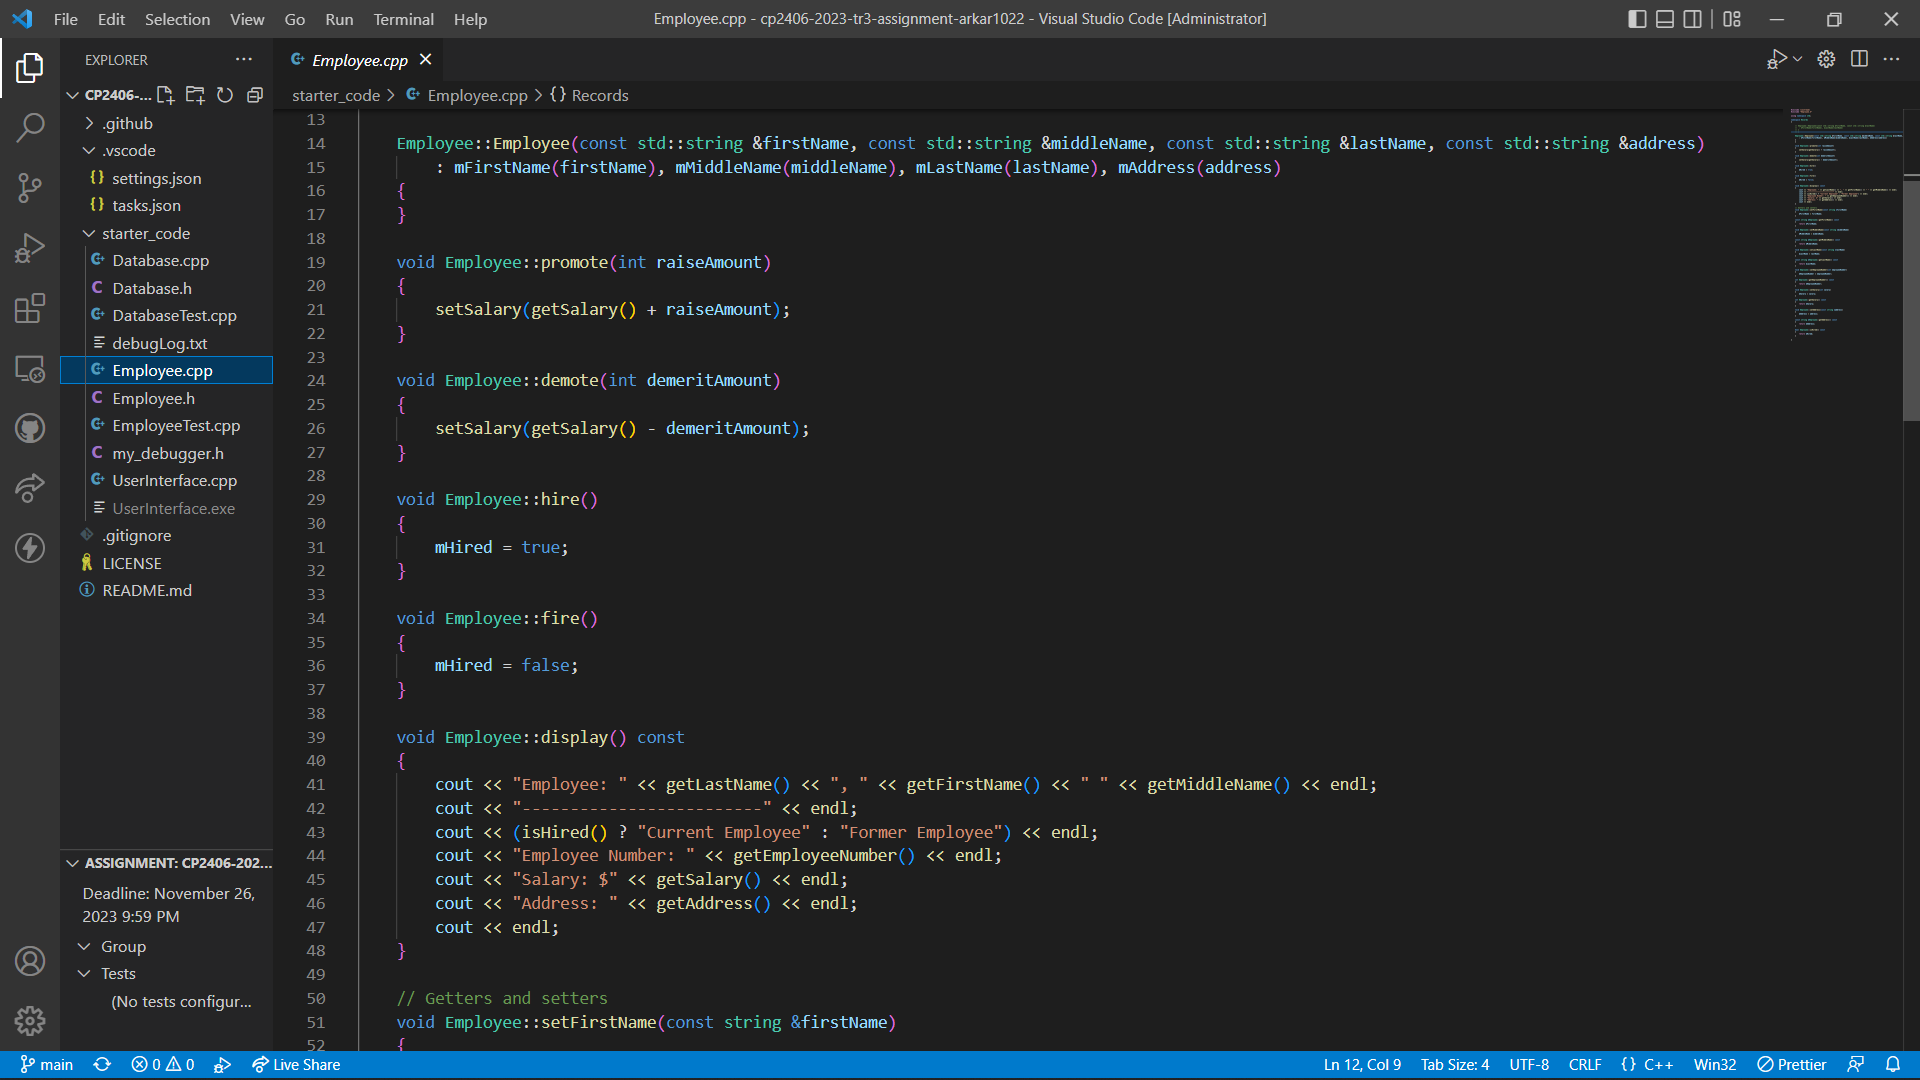 File Edit Selection View Go Run Terminal Help
Employee.cpp - cp2406-2023-tr3-assignment-arkar1022 - Visual Studio Code [Administrator]
EXPLORER
CP2406-...
.github
.vscode
{} settings.json
{} tasks.json
starter_code
Database.cpp
C Database.h
DatabaseTest.cpp
debugLog.txt
Employee.cpp
C Employee.h
EmployeeTest.cpp
C my_debugger.h
UserInterface.cpp
UserInterface.exe
.gitignore
LICENSE
README.md
ASSIGNMENT: CP2406-202...
Deadline: November 26,
2023 9:59 PM
Group
Tests
(No tests configur...
Employee.cpp
starter_code > Employee.cpp > {} Records
13
14 Employee::Employee(const std::string &firstName, const std::string &middleName, const std::string &lastName, const std::string &address)
15 : mFirstName(firstName), mMiddleName(middleName), mLastName(lastName), mAddress(address)
16 {
17 }
18
19 void Employee::promote(int raiseAmount)
20 {
21 setSalary(getSalary() + raiseAmount);
22 }
23
24 void Employee::demote(int demeritAmount)
25 {
26 setSalary(getSalary() - demeritAmount);
27 }
28
29 void Employee::hire()
30 {
31 mHired = true;
32 }
33
34 void Employee::fire()
35 {
36 mHired = false;
37 }
38
39 void Employee::display() const
40 {
41 cout << "Employee: " << getLastName() << ", " << getFirstName() << " " << getMiddleName() << endl;
42 cout << "-------------------------" << endl;
43 cout << (isHired() ? "Current Employee" : "Former Employee") << endl;
44 cout << "Employee Number: " << getEmployeeNumber() << endl;
45 cout << "Salary: $" << getSalary() << endl;
46 cout << "Address: " << getAddress() << endl;
47 cout << endl;
48 }
49
50 // Getters and setters
51 void Employee::setFirstName(const string &firstName)
52 {
main 0 0 Live Share Ln 12, Col 9 Tab Size: 4 UTF-8 CRLF {} C++ Win32 Prettier